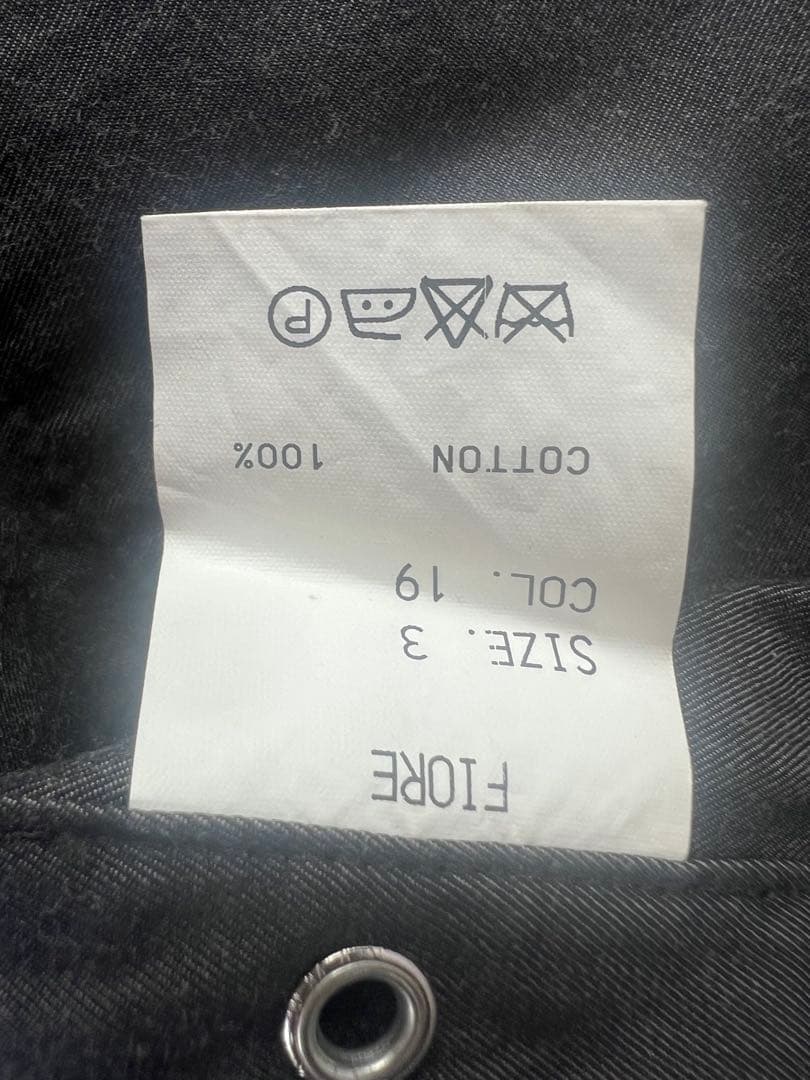 FIORE
SIZE. 3
COL. 19
COTTON 100%
P